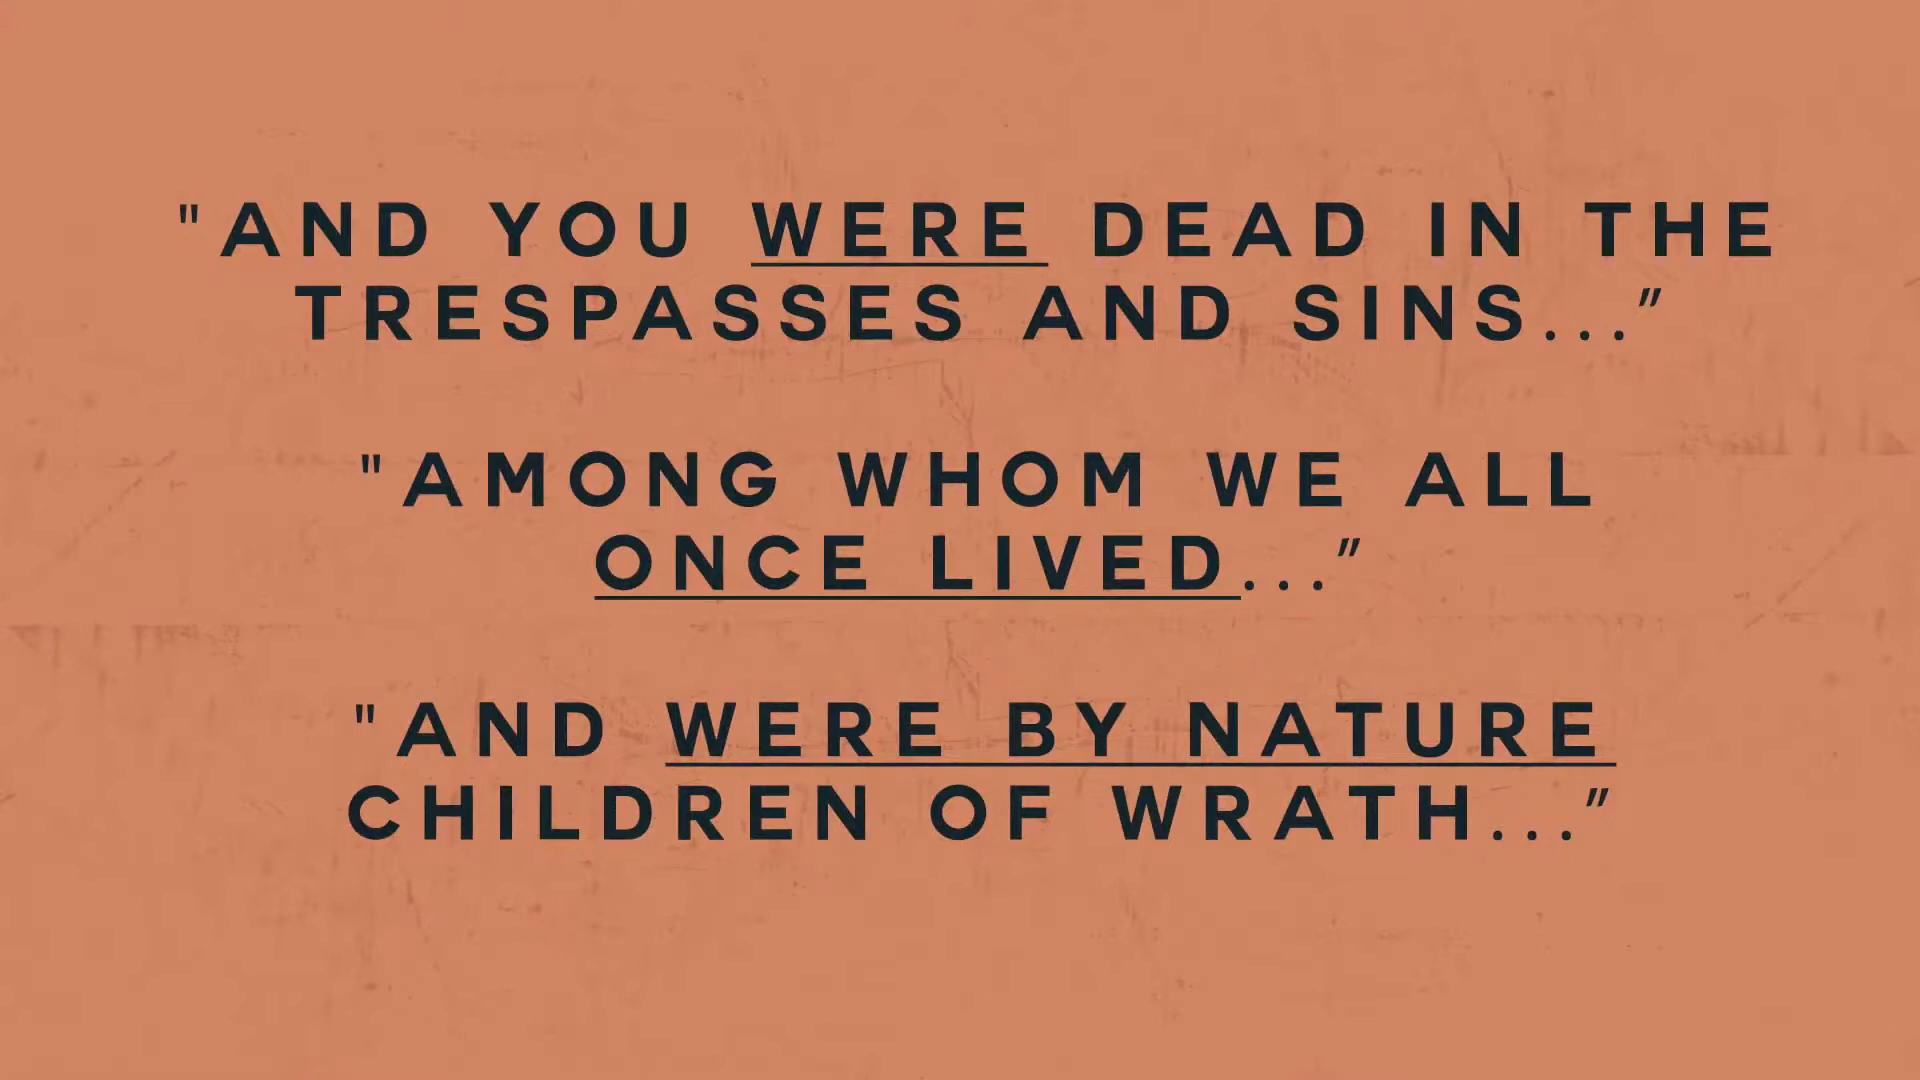 "AND YOU WERE DEAD IN THE
TRESPASSES AND SINS..."
"AMONG WHOM WE ALL
ONCE LIVED..."
"AND WERE BY NATURE
CHILDREN OF WRATH..."